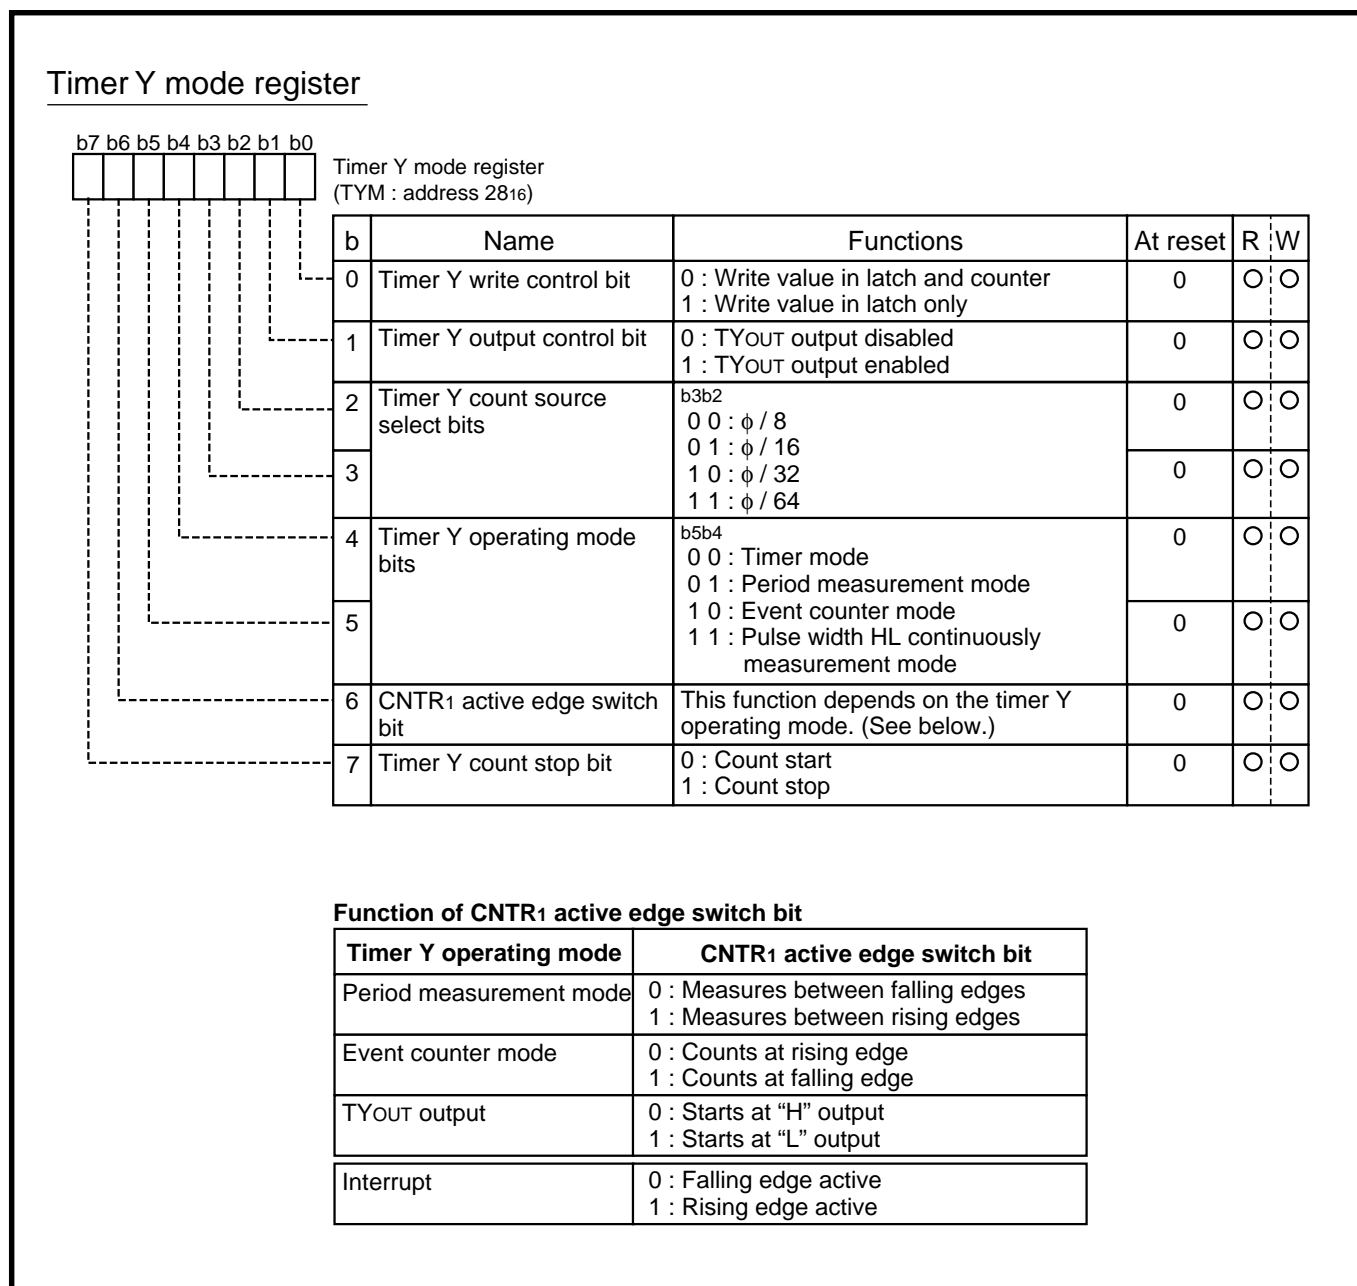 Timer Y mode register
b7 b6 b5 b4 b3 b2 b1 b0
Timer Y mode register
(TYM : address 2816)
b Name Functions At reset R W
0 Timer Y write control bit 0 : Write value in latch and counter 0 ○ ○
1 : Write value in latch only
1 Timer Y output control bit 0 : TYOUT output disabled 0 ○ ○
1 : TYOUT output enabled
2 Timer Y count source b3b2 0 ○ ○
select bits 0 0 : ϕ / 8
0 1 : ϕ / 16
3 1 0 : ϕ / 32 0 ○ ○
1 1 : ϕ / 64
4 Timer Y operating mode b5b4 0 ○ ○
bits 0 0 : Timer mode
0 1 : Period measurement mode
5 1 0 : Event counter mode 0 ○ ○
1 1 : Pulse width HL continuously
measurement mode
6 CNTR1 active edge switch This function depends on the timer Y 0 ○ ○
bit operating mode. (See below.)
7 Timer Y count stop bit 0 : Count start 0 ○ ○
1 : Count stop
Function of CNTR1 active edge switch bit
Timer Y operating mode CNTR1 active edge switch bit
Period measurement mode 0 : Measures between falling edges
1 : Measures between rising edges
Event counter mode 0 : Counts at rising edge
1 : Counts at falling edge
TYOUT output 0 : Starts at “H” output
1 : Starts at “L” output
Interrupt 0 : Falling edge active
1 : Rising edge active